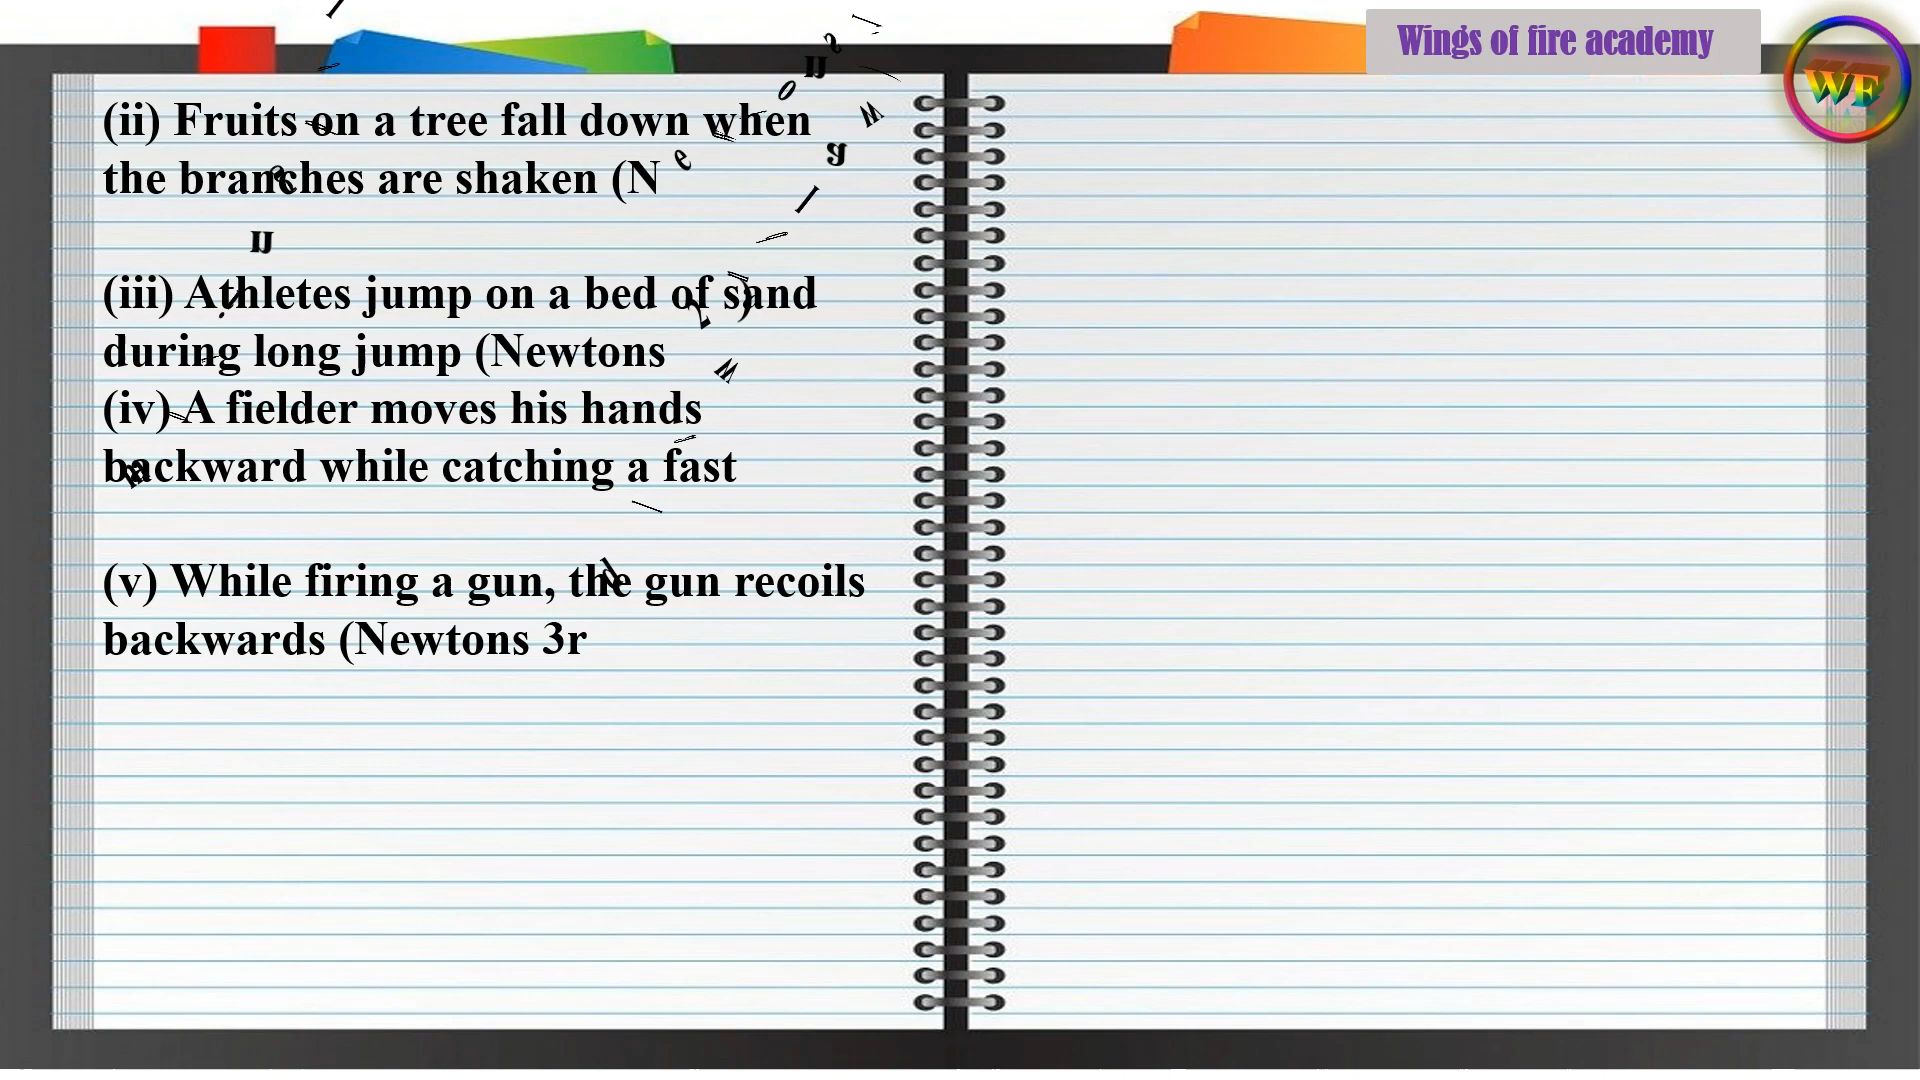 Wings of fire academy
WF
(ii) Fruits on a tree fall down when
the branches are shaken (N
(iii) Athletes jump on a bed of sand
during long jump (Newtons
(iv) A fielder moves his hands
backward while catching a fast
(v) While firing a gun, the gun recoils
backwards (Newtons 3r